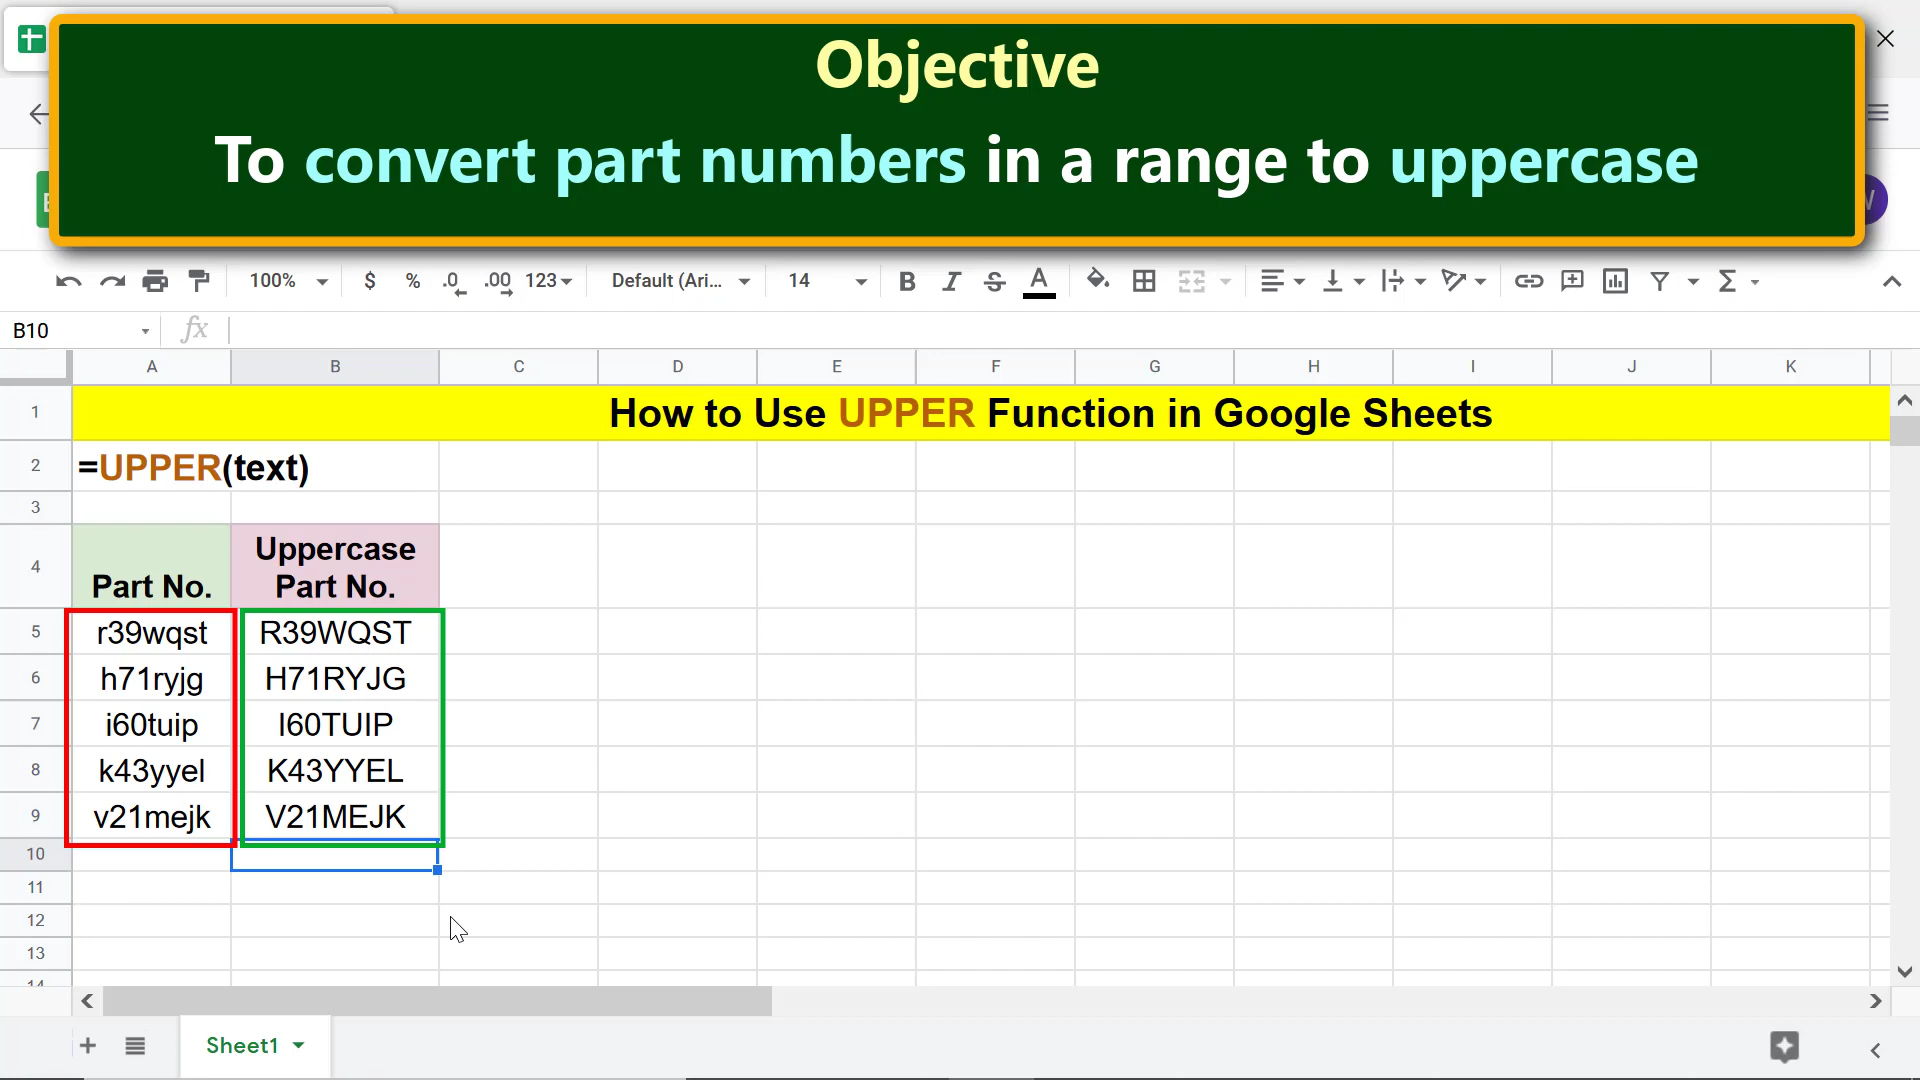 Objective
To convert part numbers in a range to uppercase
100% $ % .0 .00 123 Default (Ari... 14 B I S A Σ
B10 fx
A B C D E F G H I J K
1 How to Use UPPER Function in Google Sheets
2 =UPPER(text)
3
4 Part No. Uppercase Part No.
5 r39wqst R39WQST
6 h71ryjg H71RYJG
7 i60tuip I60TUIP
8 k43yyel K43YYEL
9 v21mejk V21MEJK
10
11
12
13
14
Sheet1